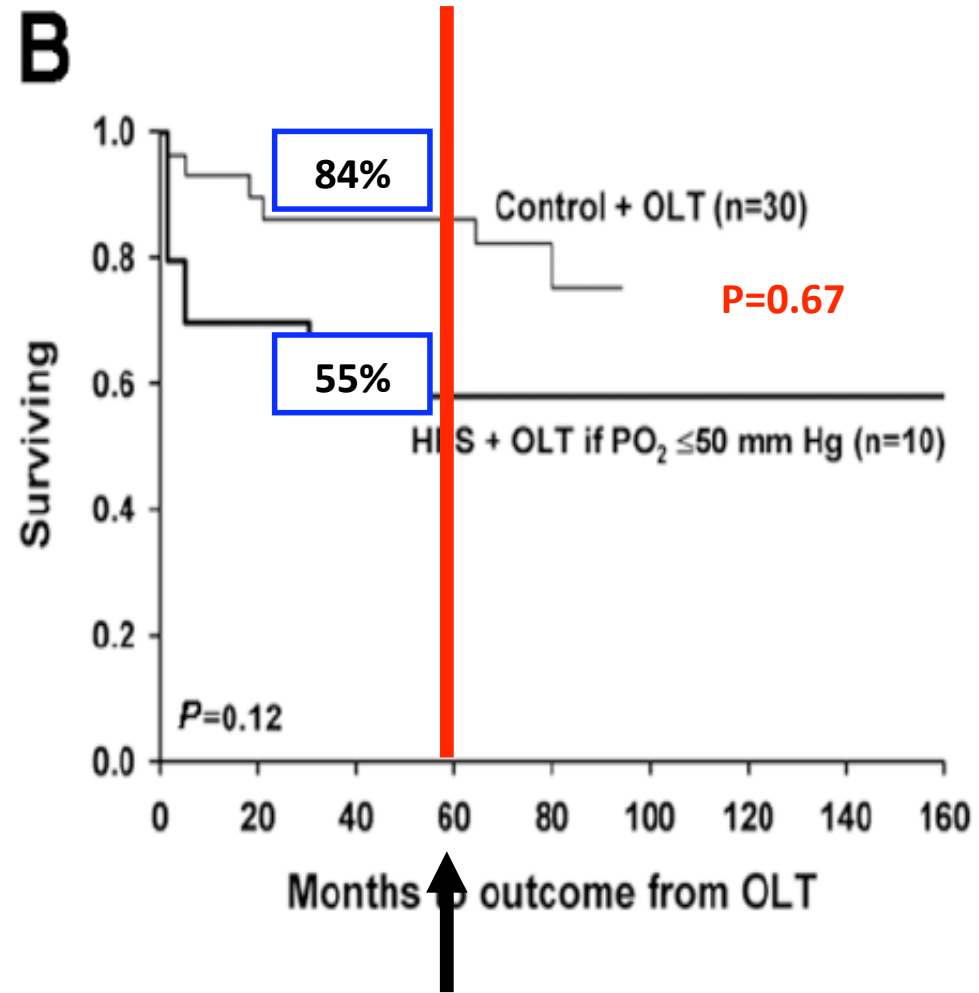 B
1.0
84%
Control + OLT (n=30)
0.8
P=0.67
0.6
55%
HPS + OLT if PO₂ ≤50 mm Hg (n=10)
Surviving
0.4
0.2
P=0.12
0.0
0 20 40 60 80 100 120 140 160
Months to outcome from OLT